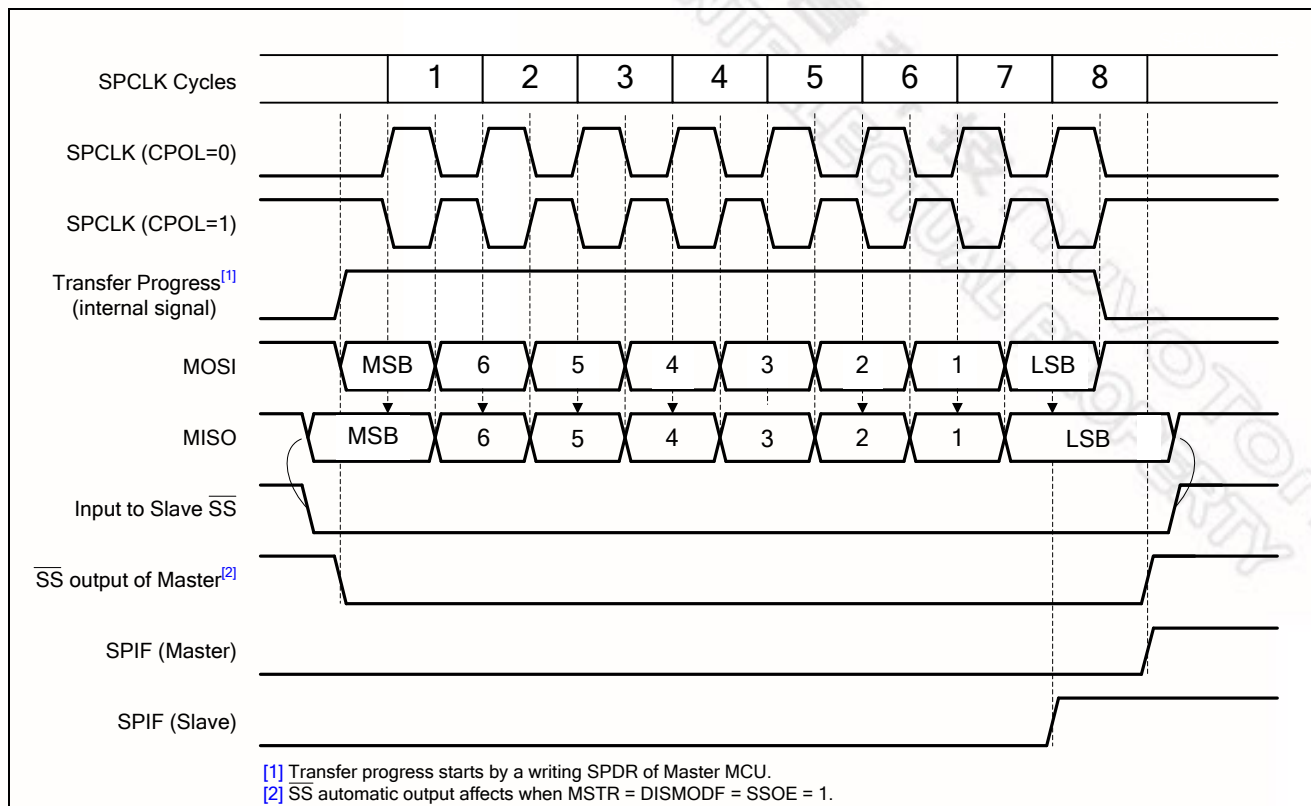 SPCLK Cycles 1 2 3 4 5 6 7 8
SPCLK (CPOL=0)
SPCLK (CPOL=1)
Transfer Progress[1]
(internal signal)
MOSI MSB 6 5 4 3 2 1 LSB
MISO MSB 6 5 4 3 2 1 LSB
Input to Slave SS
SS output of Master[2]
SPIF (Master)
SPIF (Slave)
[1] Transfer progress starts by a writing SPDR of Master MCU.
[2] SS automatic output affects when MSTR = DISMODF = SSOE = 1.